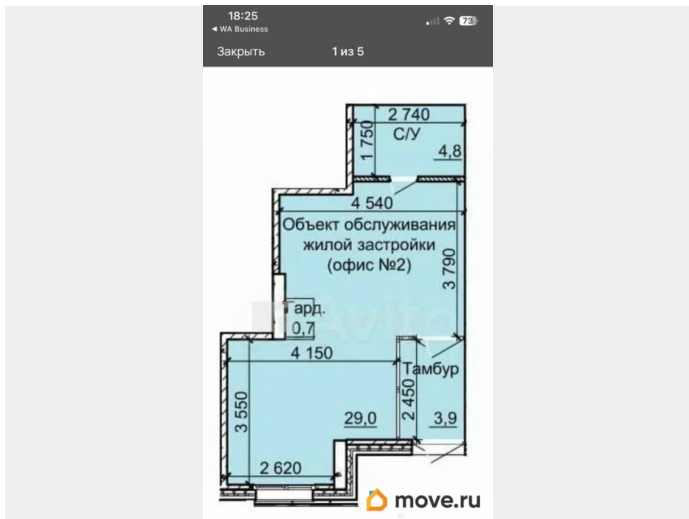 18:25
73
◄ WA Business
Закрыть
1 из 5
2 740
1 750
С/У
4,8
4 540
Объект обслуживания
жилой застройки
(офис №2)
3 790
Гард.
0,7
Avito
4 150
Тамбур
3 550
2 450
29,0
3,9
2 620
move.ru